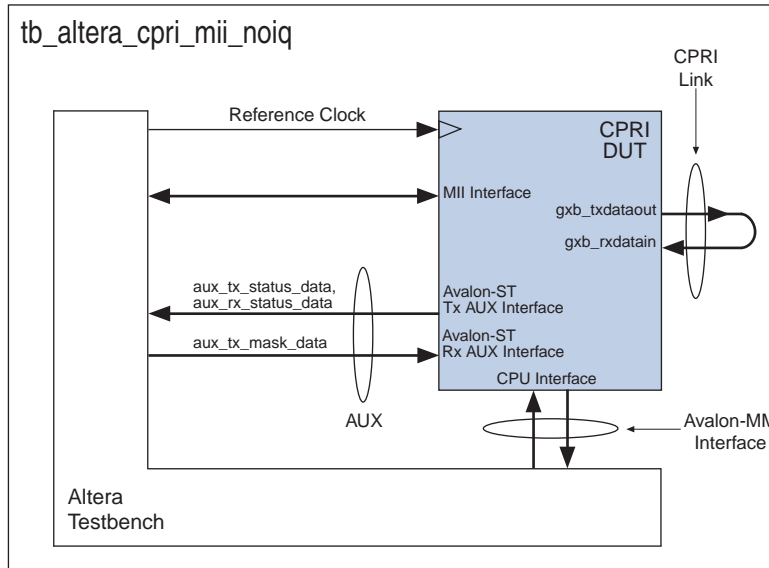 tb_altera_cpri_mii_noiq
CPRI
Link
Reference Clock
CPRI
DUT
MII Interface
gxb_txdataout
gxb_rxdatain
aux_tx_status_data,
aux_rx_status_data
Avalon-ST
Tx AUX Interface
aux_tx_mask_data
Avalon-ST
Rx AUX Interface
CPU Interface
AUX
Avalon-MM
Interface
Altera
Testbench